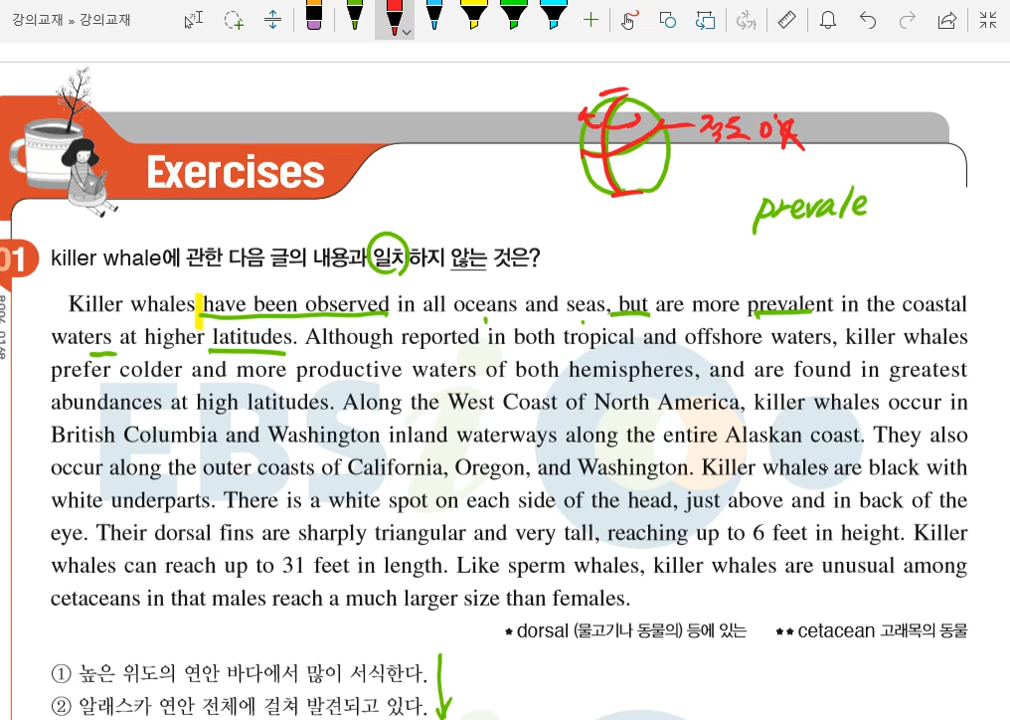 강의교재 » 강의교재
적도
Exercises
prevale
01 killer whale에 관한 다음 글의 내용과 일치하지 않는 것은?
Killer whales have been observed in all oceans and seas, but are more prevalent in the coastal
waters at higher latitudes. Although reported in both tropical and offshore waters, killer whales
prefer colder and more productive waters of both hemispheres, and are found in greatest
abundances at high latitudes. Along the West Coast of North America, killer whales occur in
British Columbia and Washington inland waterways along the entire Alaskan coast. They also
occur along the outer coasts of California, Oregon, and Washington. Killer whales are black with
white underparts. There is a white spot on each side of the head, just above and in back of the
eye. Their dorsal fins are sharply triangular and very tall, reaching up to 6 feet in height. Killer
whales can reach up to 31 feet in length. Like sperm whales, killer whales are unusual among
cetaceans in that males reach a much larger size than females.
★ dorsal (물고기나 동물의) 등에 있는 ★★ cetacean 고래목의 동물
① 높은 위도의 연안 바다에서 많이 서식한다.
② 알래스카 연안 전체에 걸쳐 발견되고 있다.
EBSi